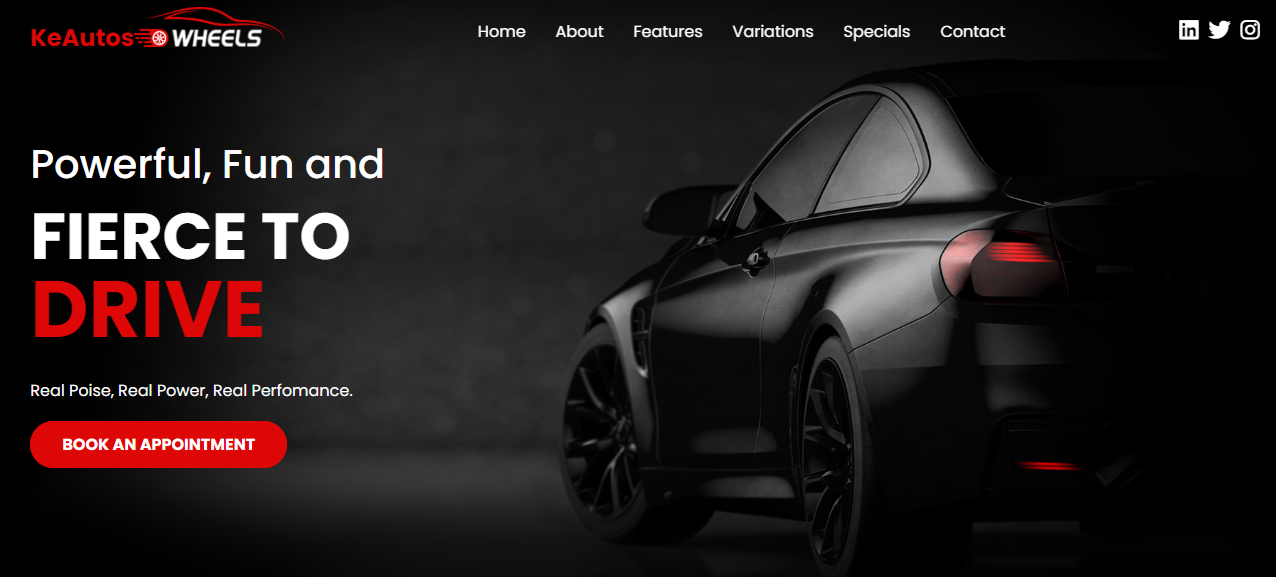 KeAutos WHEELS
Home About Features Variations Specials Contact
Powerful, Fun and
FIERCE TO
DRIVE
Real Poise, Real Power, Real Perfomance.
BOOK AN APPOINTMENT